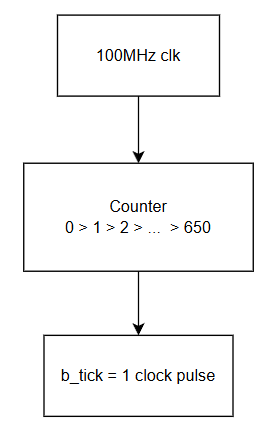 100MHz clk
Counter
0 > 1 > 2 > ... > 650
b_tick = 1 clock pulse